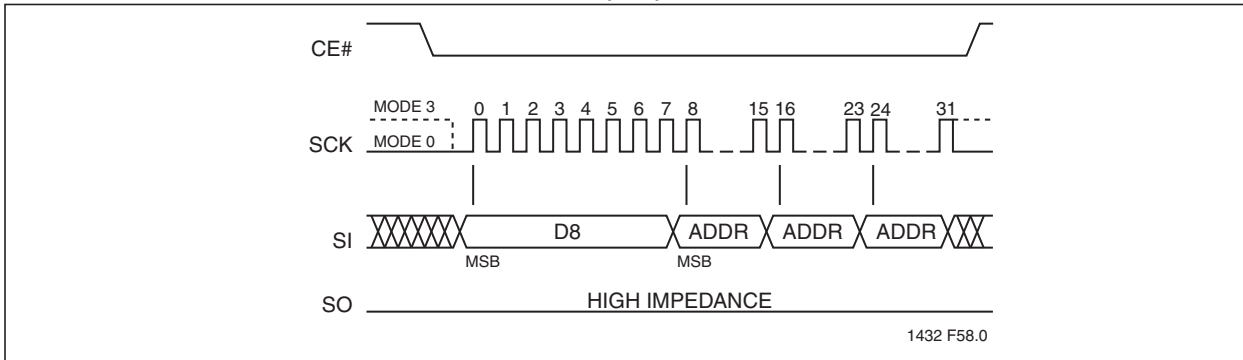 CE#
MODE 3
0 1 2 3 4 5 6 7 8 15 16 23 24 31
SCK
MODE 0
SI
D8
ADDR
ADDR
ADDR
MSB
MSB
SO
HIGH IMPEDANCE
1432 F58.0